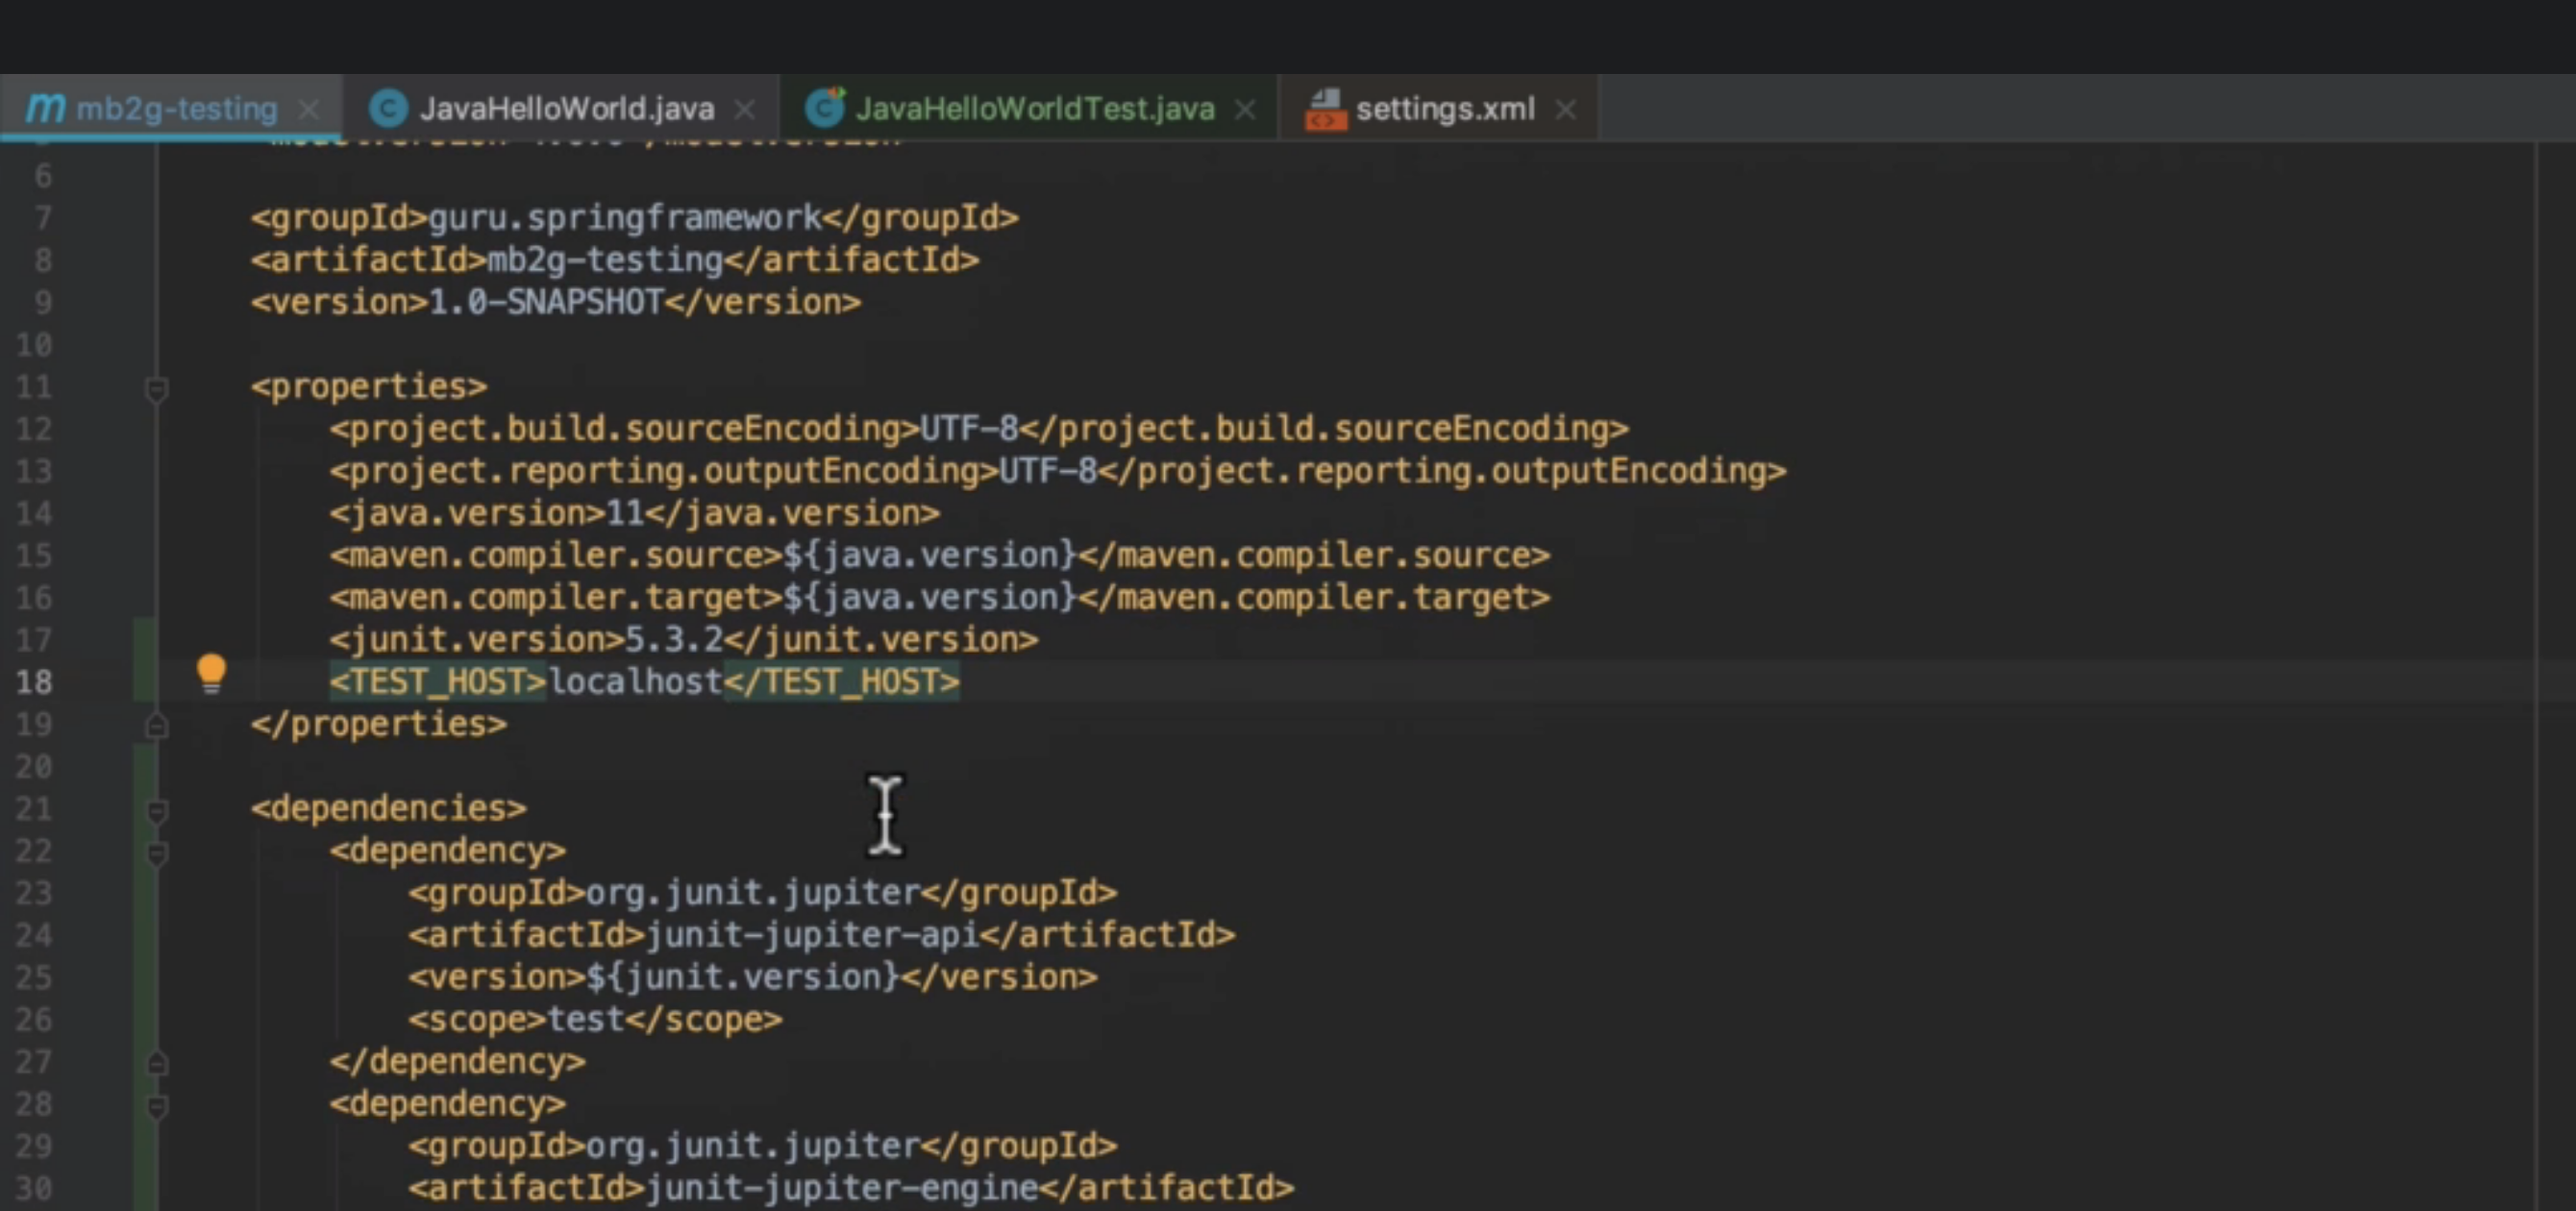 mb2g-testing JavaHelloWorld.java JavaHelloWorldTest.java settings.xml
6
7 <groupId>guru.springframework</groupId>
8 <artifactId>mb2g-testing</artifactId>
9 <version>1.0-SNAPSHOT</version>
10
11 <properties>
12 <project.build.sourceEncoding>UTF-8</project.build.sourceEncoding>
13 <project.reporting.outputEncoding>UTF-8</project.reporting.outputEncoding>
14 <java.version>11</java.version>
15 <maven.compiler.source>${java.version}</maven.compiler.source>
16 <maven.compiler.target>${java.version}</maven.compiler.target>
17 <junit.version>5.3.2</junit.version>
18 <TEST_HOST>localhost</TEST_HOST>
19 </properties>
20
21 <dependencies>
22 <dependency>
23 <groupId>org.junit.jupiter</groupId>
24 <artifactId>junit-jupiter-api</artifactId>
25 <version>${junit.version}</version>
26 <scope>test</scope>
27 </dependency>
28 <dependency>
29 <groupId>org.junit.jupiter</groupId>
30 <artifactId>junit-jupiter-engine</artifactId>